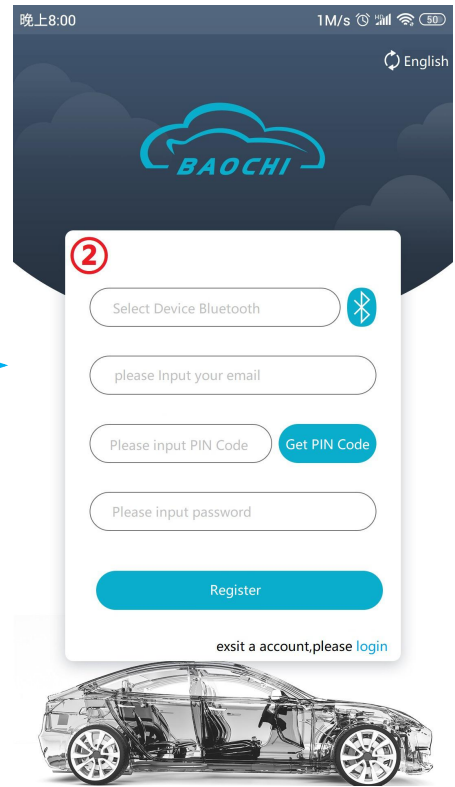 晚上8:00 1M/s HD 50
English
BAOCHI
②
Select Device Bluetooth
please Input your email
Please input PIN Code Get PIN Code
Please input password
Register
exsit a account,please login